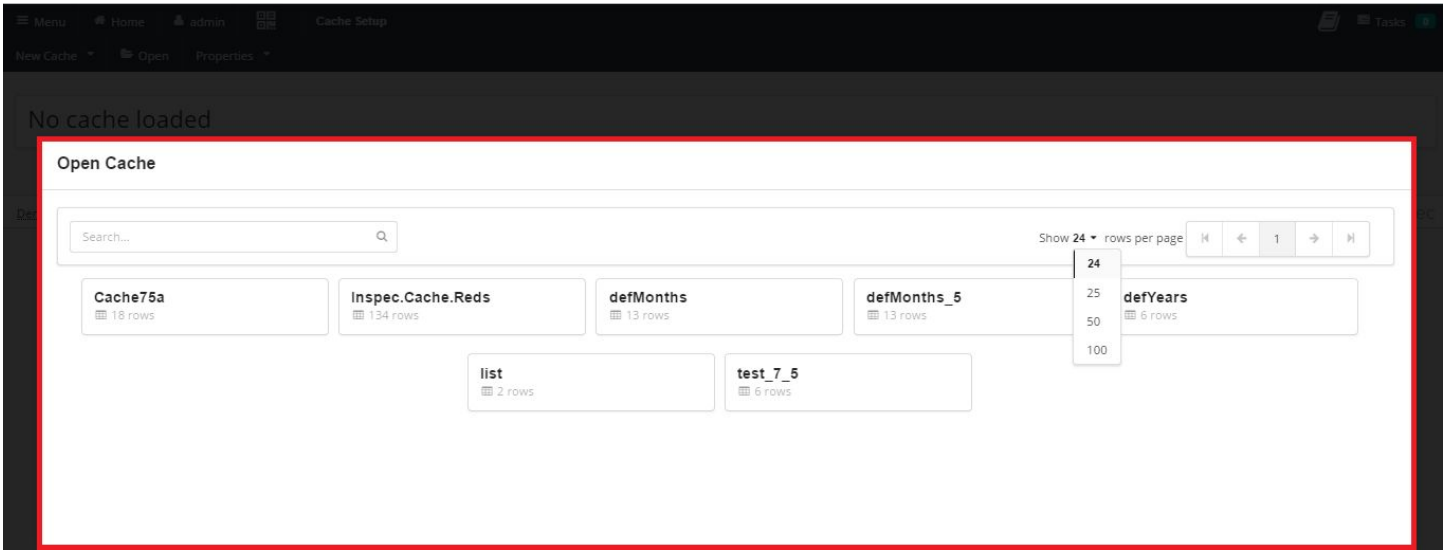 Menu Home admin Cache Setup Tasks 0
New Cache Open Properties
No cache loaded
Open Cache
Search...
Show 24 rows per page 1
24
25
50
100
Cache75a
18 rows
Inspec.Cache.Reds
134 rows
defMonths
13 rows
defMonths_5
13 rows
defYears
6 rows
list
2 rows
test_7_5
6 rows